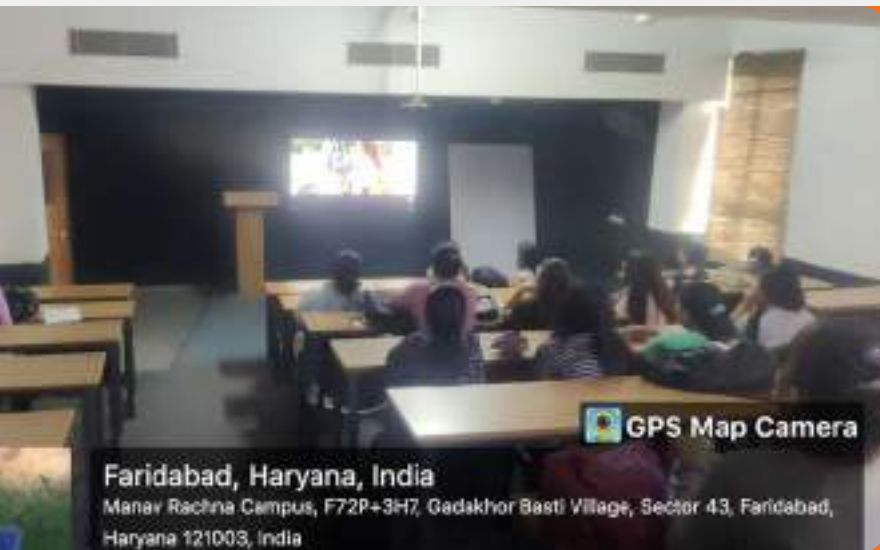 GPS Map Camera
Faridabad, Haryana, India
Manav Rachna Campus, F72P+3H7, Gadakhor Basti Village, Sector 43, Faridabad,
Haryana 121003, India